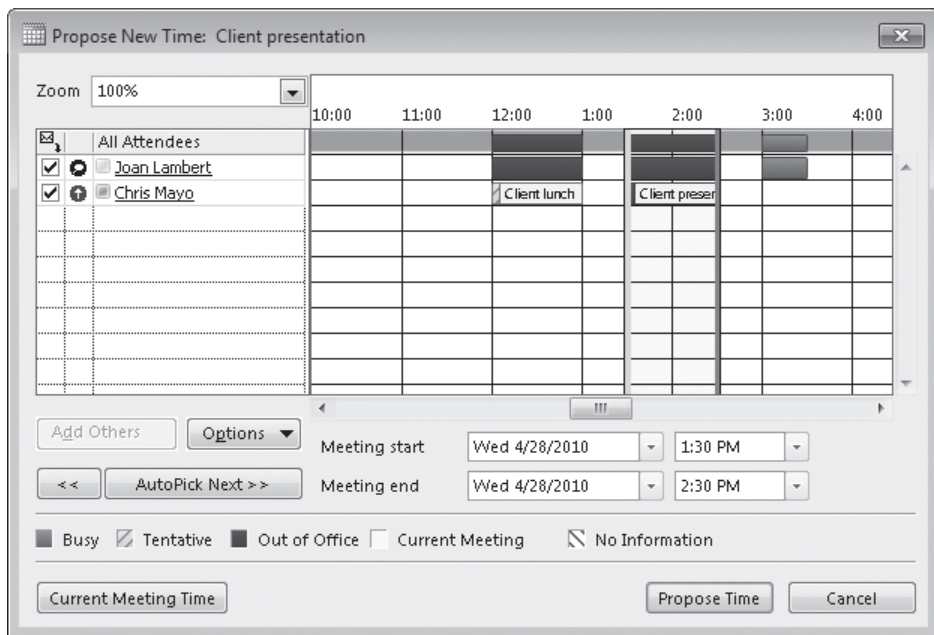 Propose New Time: Client presentation
Zoom 100%
10:00 11:00 12:00 1:00 2:00 3:00 4:00
All Attendees
Joan Lambert
Chris Mayo Client lunch Client presen
Add Others Options
Meeting start Wed 4/28/2010 1:30 PM
<< AutoPick Next >> Meeting end Wed 4/28/2010 2:30 PM
Busy Tentative Out of Office Current Meeting No Information
Current Meeting Time Propose Time Cancel